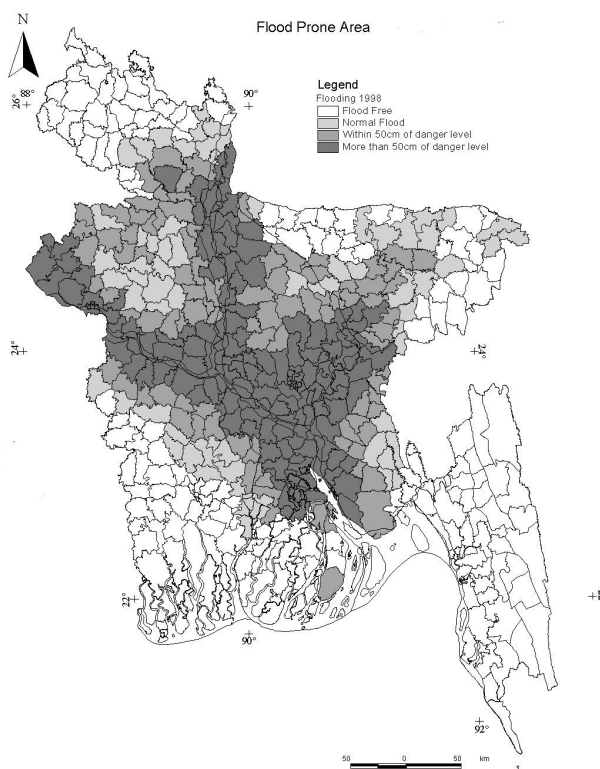 Flood Prone Area
N
26° 88°
90°
Legend
Flooding 1998
Flood Free
Normal Flood
Within 50cm of danger level
More than 50cm of danger level
24°
24°
22°
90°
92°
50 0 50 km